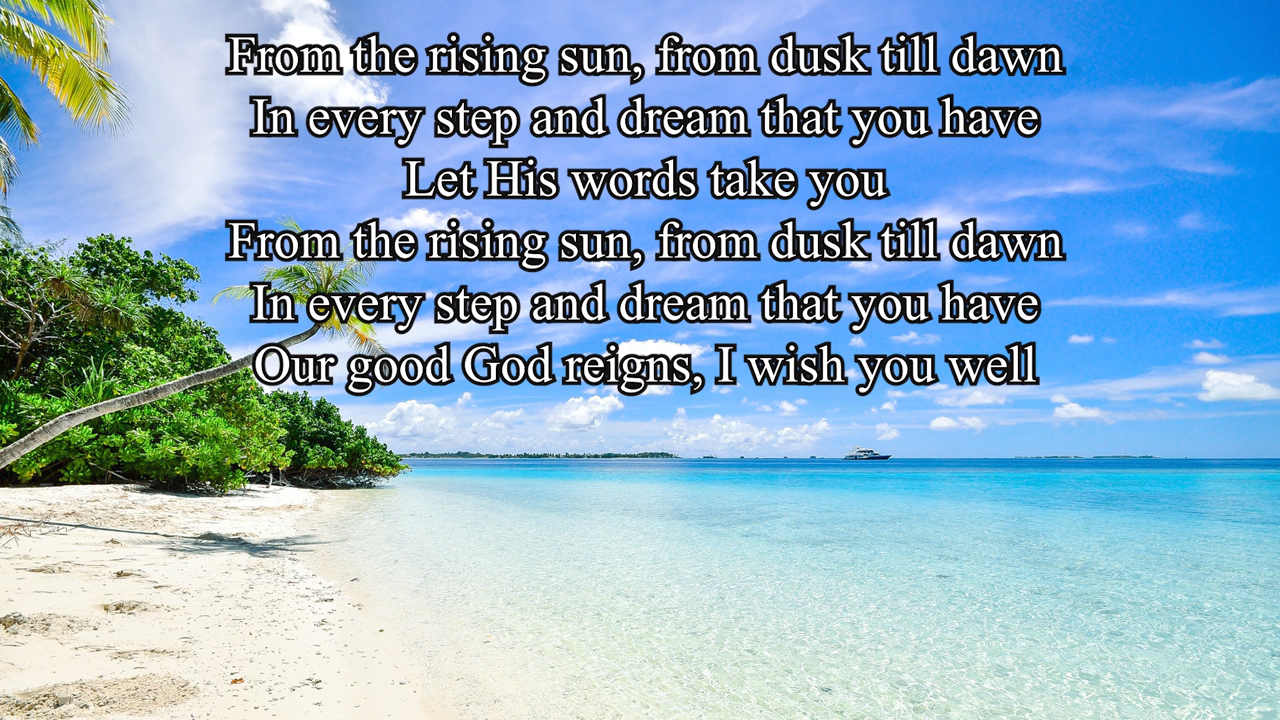 From the rising sun, from dusk till dawn
In every step and dream that you have
Let His words take you
From the rising sun, from dusk till dawn
In every step and dream that you have
Our good God reigns, I wish you well